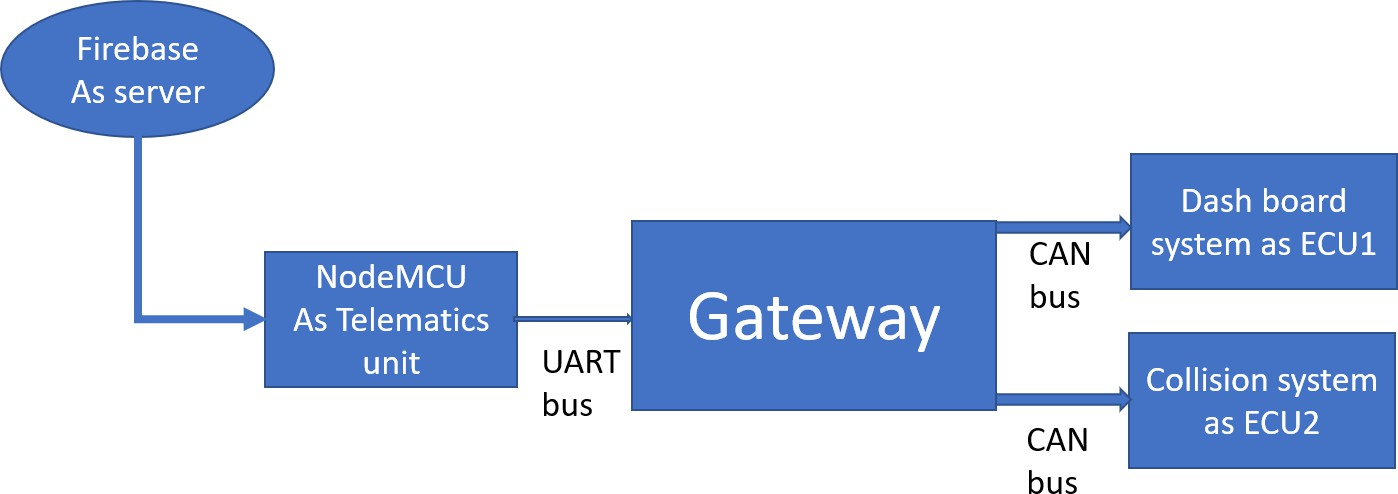 Firebase
As server
NodeMCU
As Telematics
unit
UART
bus
Gateway
CAN
bus
Dash board
system as ECU1
CAN
bus
Collision system
as ECU2